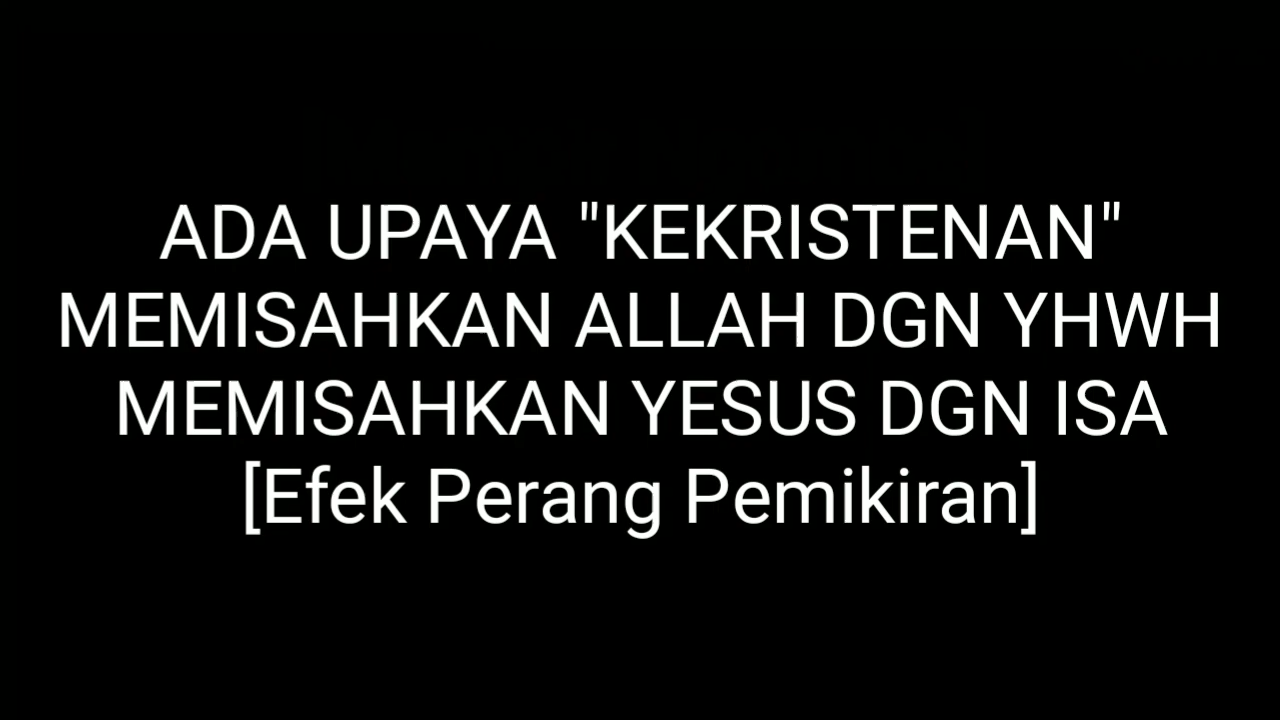 ADA UPAYA "KEKRISTENAN"
MEMISAHKAN ALLAH DGN YHWH
MEMISAHKAN YESUS DGN ISA
[Efek Perang Pemikiran]